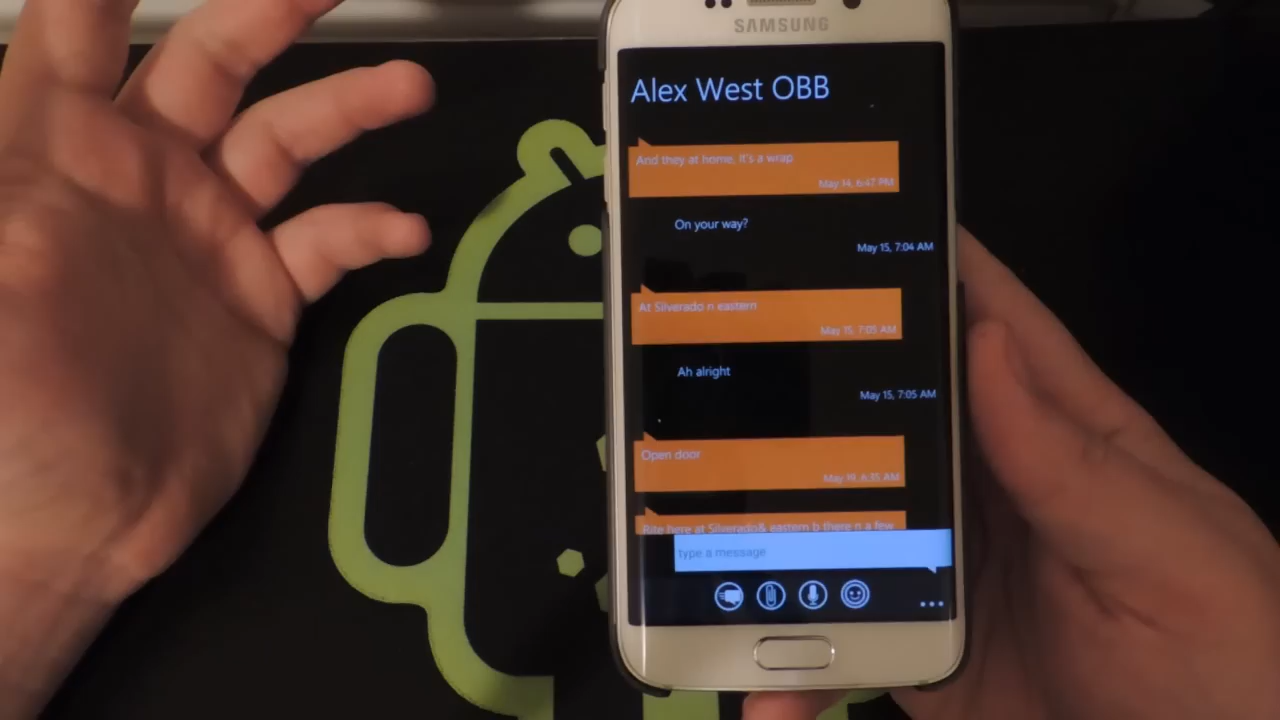 SAMSUNG
Alex West OBB
And they at home. It's a wrap
May 14, 6:47 PM
On your way?
May 15, 7:04 AM
At Silverado n eastern
May 15, 7:05 AM
Ah alright
May 15, 7:05 AM
Open door
May 19, 6:35 AM
Rite here at Silverado& eastern b there n a few
type a message